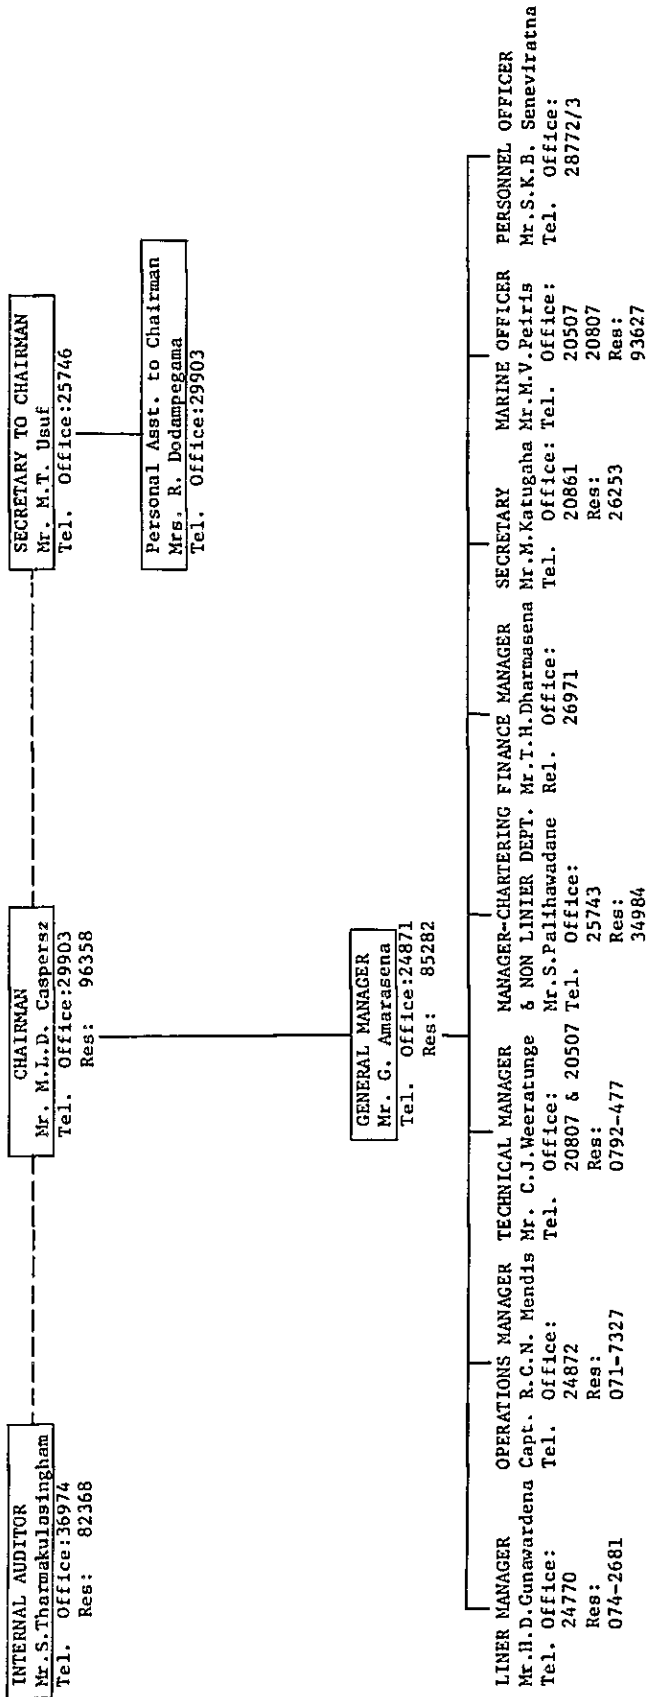 INTERNAL AUDITOR
Mr.S.Tharmakulasingham
Tel. Office:36974
Res: 82368
CHAIRMAN
Mr. M.L.D. Caspersz
Tel. Office:29903
Res: 96358
SECRETARY TO CHAIRMAN
Mr. M.T. Usuf
Tel. Office:25746
Personal Asst. to Chairman
Mrs. R. Dodampegama
Tel. Office:29903
GENERAL MANAGER
Mr. G. Amarasena
Tel. Office:24871
Res: 85282
LINER MANAGER
Mr.H.D.Gunawardena
Tel. Office:
24770
Res:
074-2681
OPERATIONS MANAGER
Capt. R.C.N. Mendis
Tel. Office:
24872
Res:
071-7327
TECHNICAL MANAGER
Mr. C.J.Weeratunge
Tel. Office:
20807 & 20507
Res:
0792-477
MANAGER-CHARTERING
& NON LINIER DEPT.
Mr.S.Palihawadane
Tel. Office:
25743
Res:
34984
FINANCE MANAGER
Mr.T.H.Dharmasena
Rel. Office:
26971
SECRETARY
Mr.M.Katugaha
Tel. Office:
20861
Res:
26253
MARINE OFFICER
Mr.M.V.Peiris
Tel. Office:
20507
20807
Res:
93627
PERSONNEL OFFICER
Mr.S.K.B. Seneviratna
Tel. Office:
28772/3